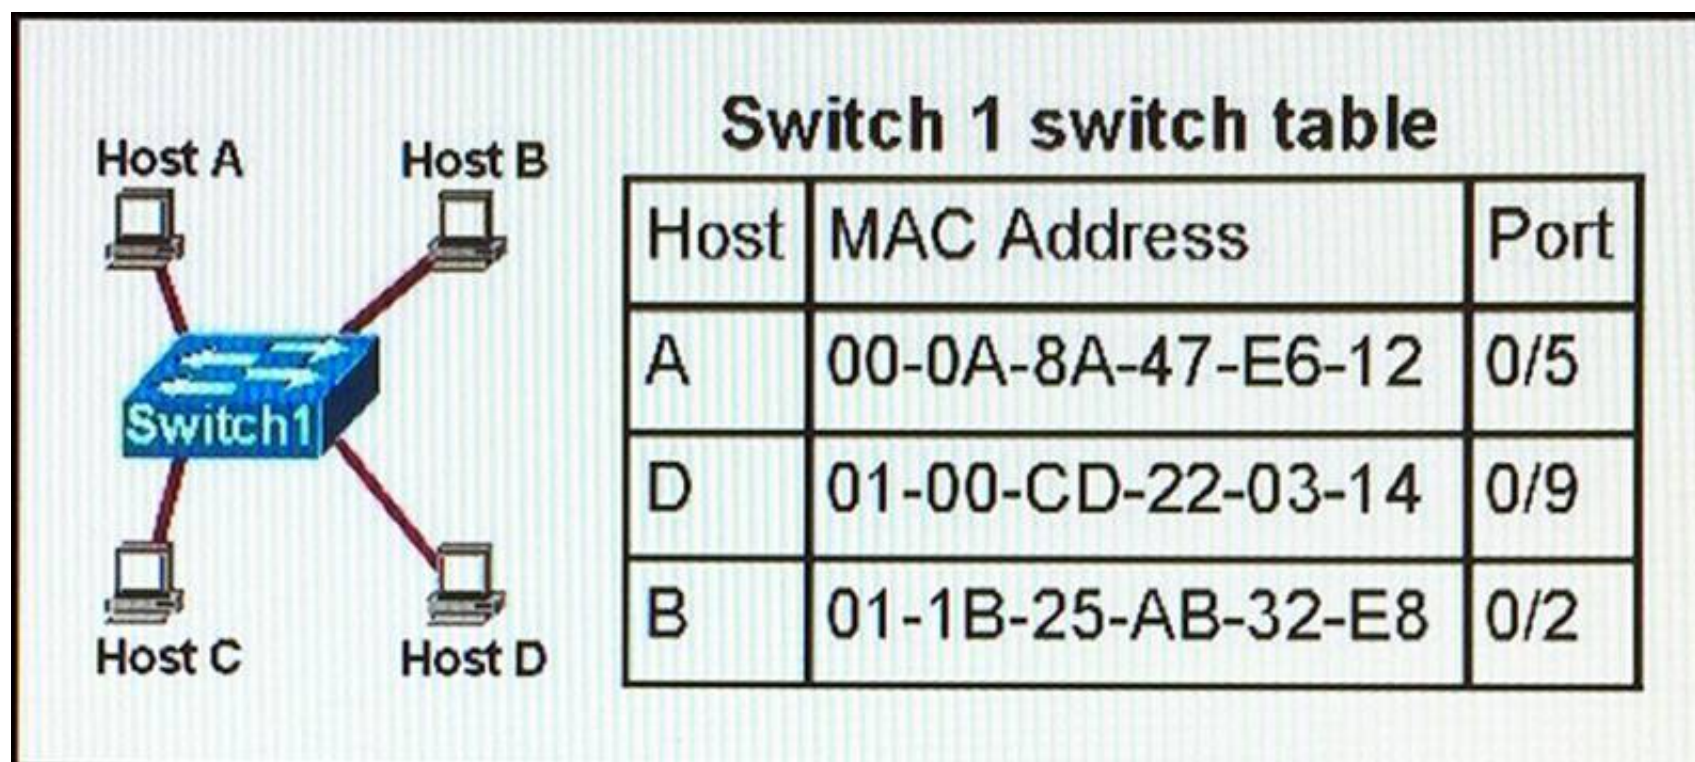 Host A
Host B
Switch1
Host C
Host D
Switch 1 switch table
Host MAC Address Port
A 00-0A-8A-47-E6-12 0/5
D 01-00-CD-22-03-14 0/9
B 01-1B-25-AB-32-E8 0/2